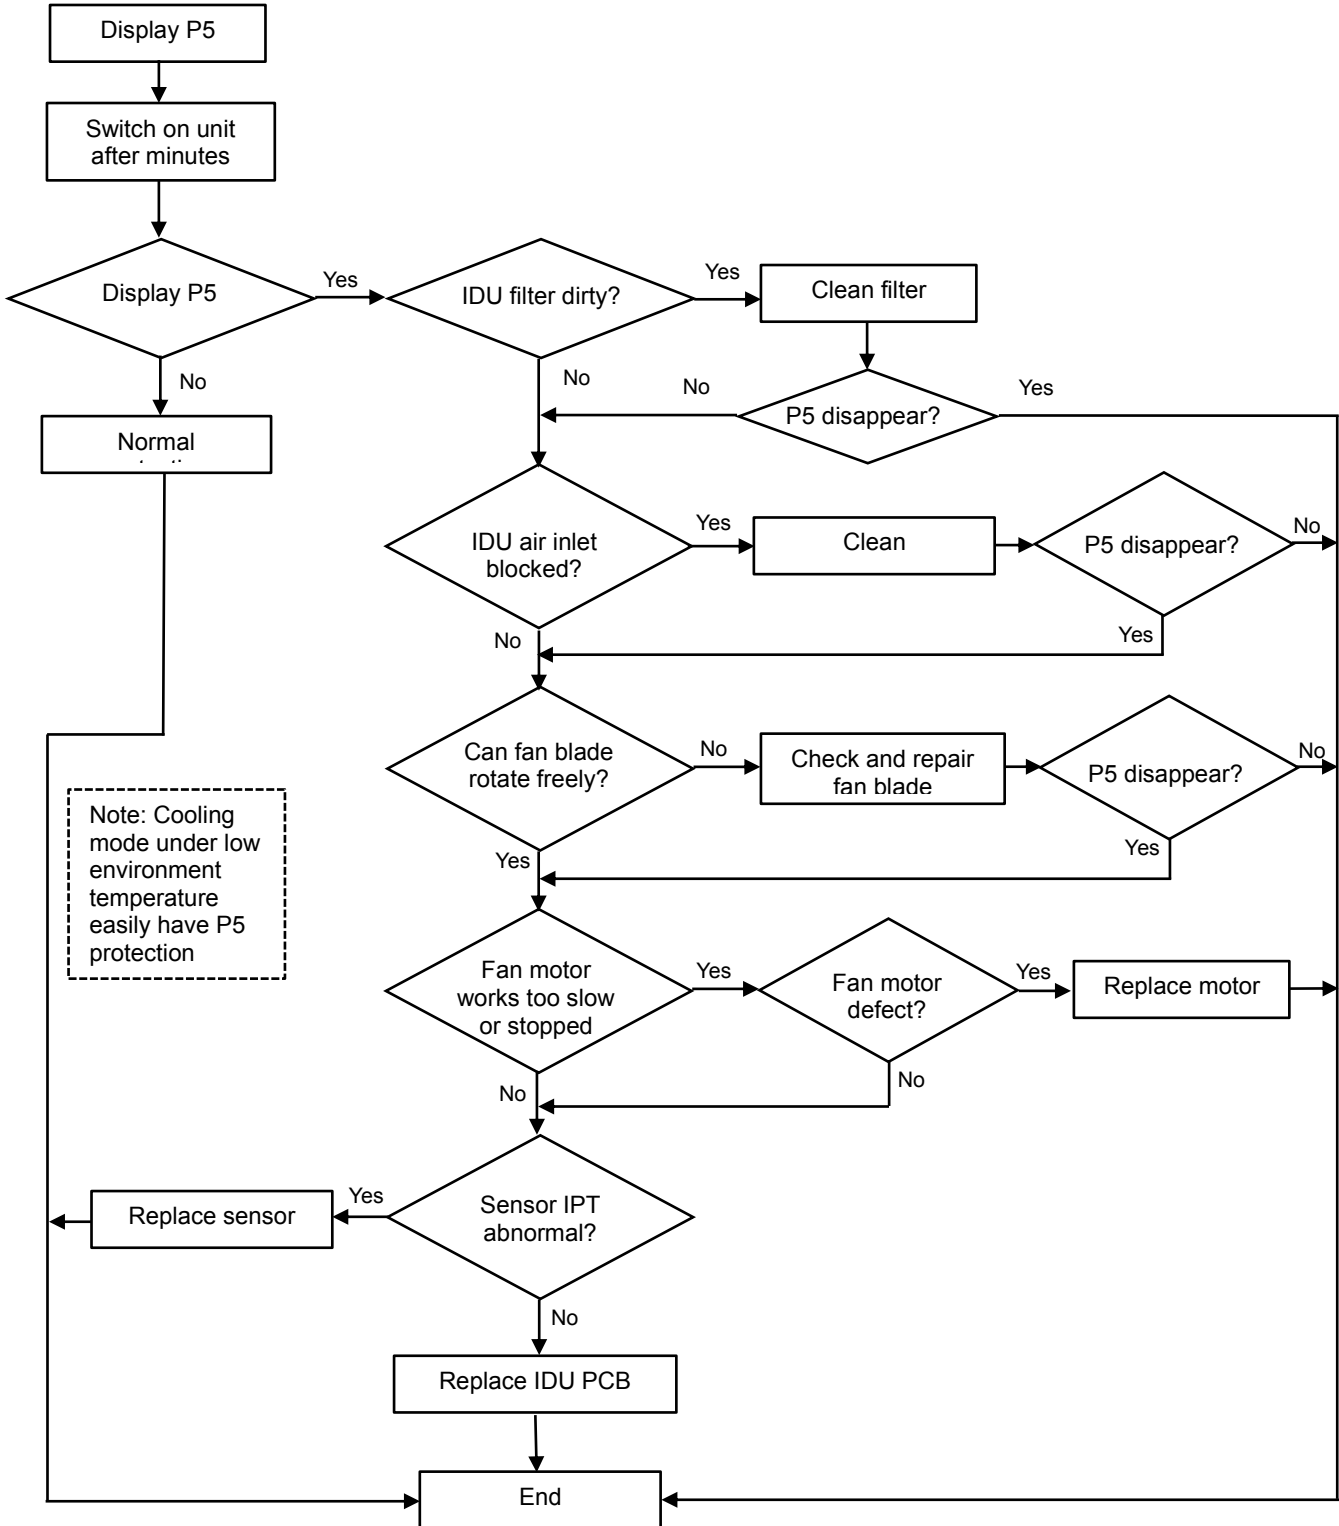 Display P5
Switch on unit
after minutes
Display P5
Yes
IDU filter dirty?
Yes
Clean filter
No
No
No
P5 disappear?
Yes
Normal
IDU air inlet
blocked?
Yes
Clean
P5 disappear?
No
No
Yes
Can fan blade
rotate freely?
No
Check and repair
fan blade
P5 disappear?
No
Yes
Yes
Note: Cooling
mode under low
environment
temperature
easily have P5
protection
Fan motor
works too slow
or stopped
Yes
Fan motor
defect?
Yes
Replace motor
No
No
Sensor IPT
abnormal?
Yes
Replace sensor
No
Replace IDU PCB
End